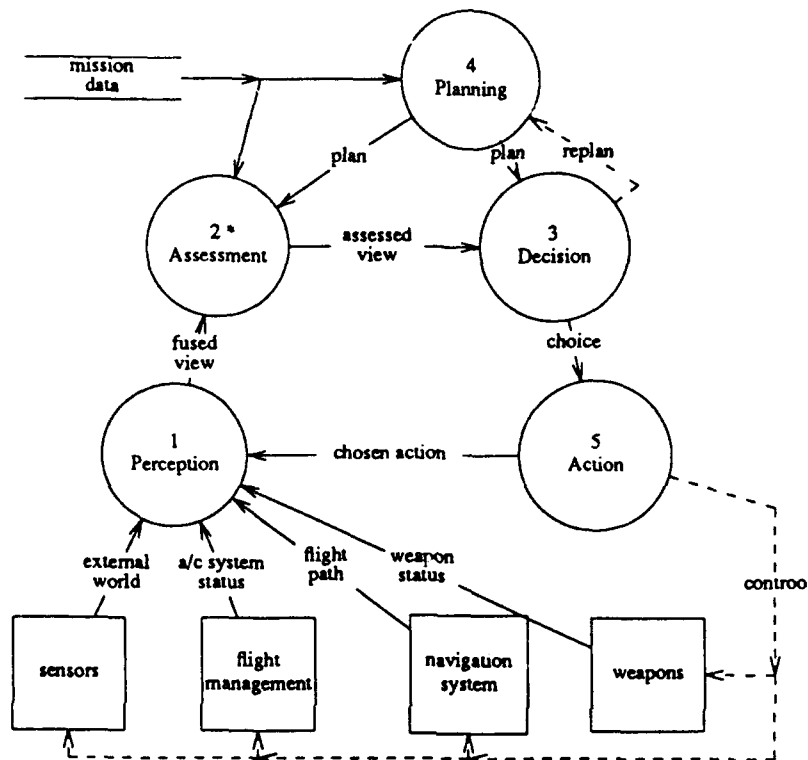 mission
data
4
Planning
plan
plan
replan
2 *
Assessment
assessed
view
3
Decision
fused
view
choice
1
Perception
chosen action
5
Action
external
world
a/c system
status
flight
path
weapon
status
controo
sensors
flight
management
navigation
system
weapons